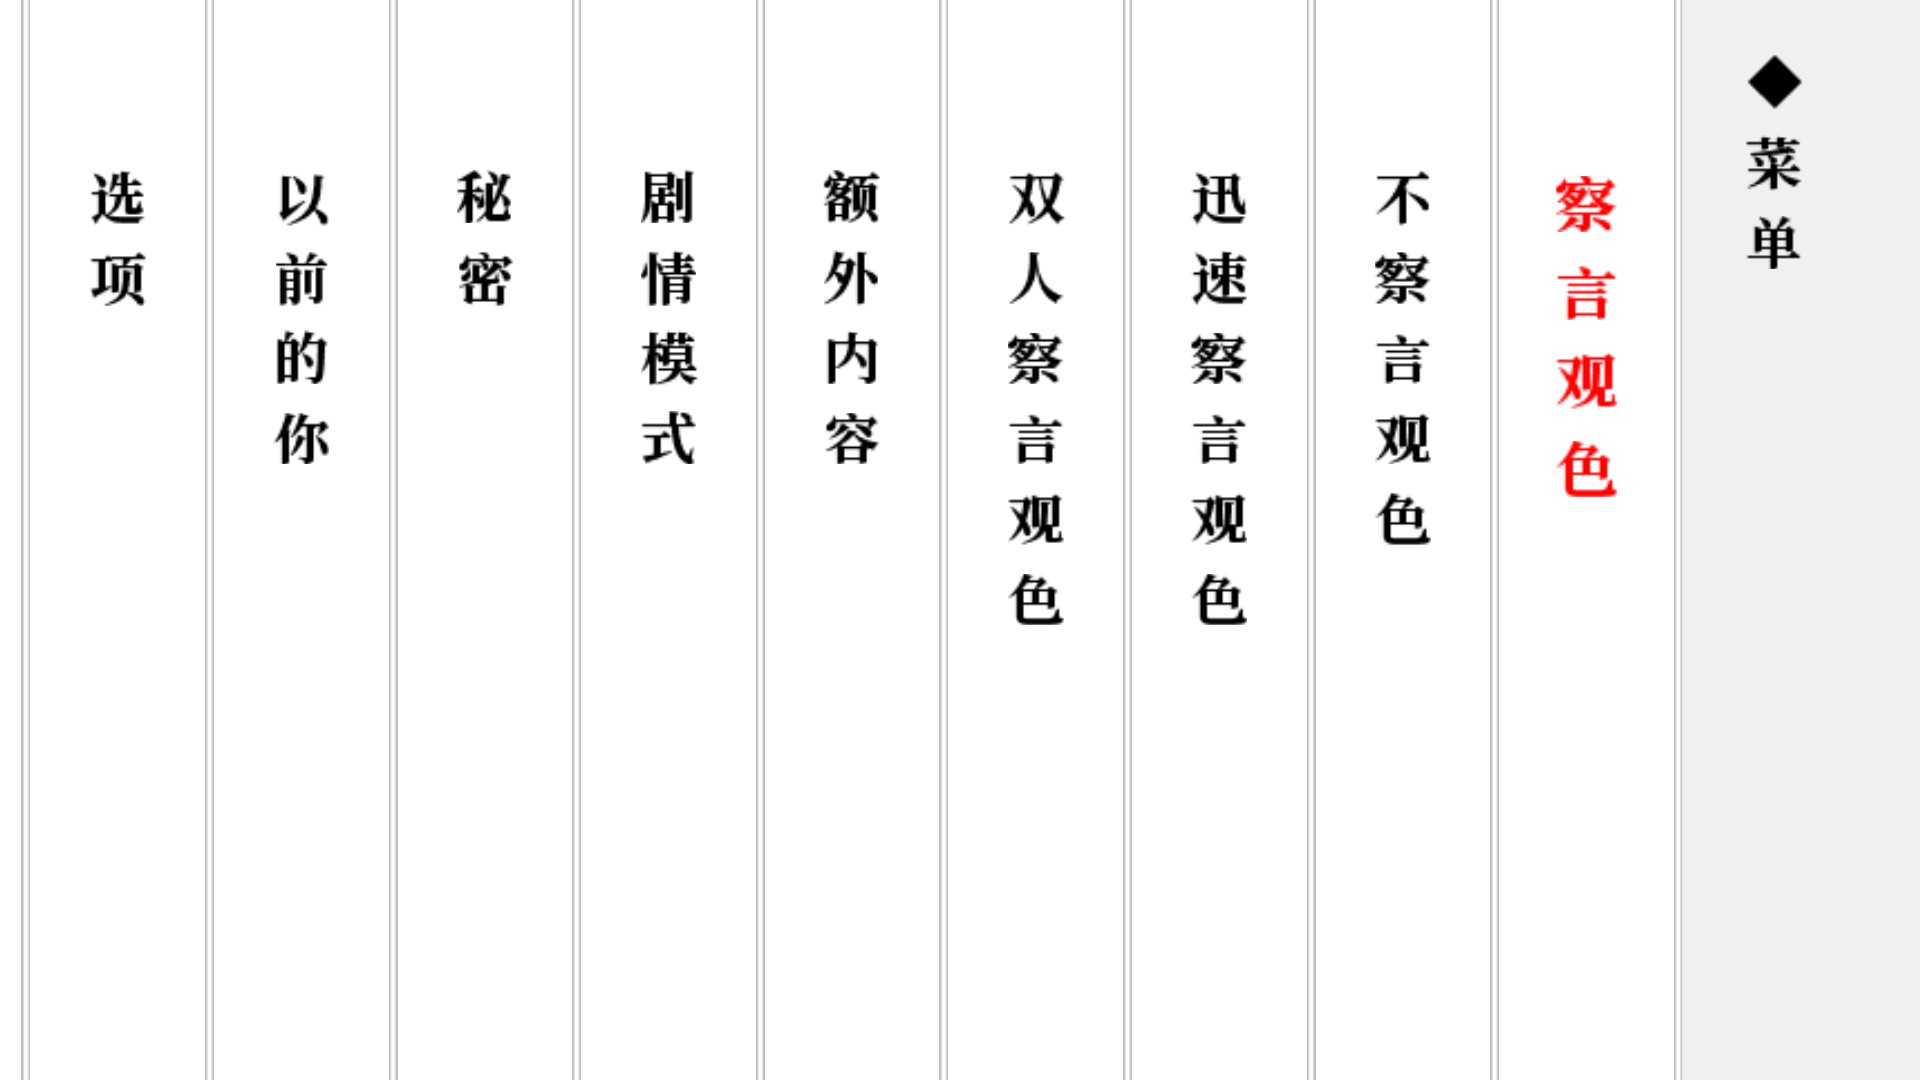 ◆菜单
察言观色
不察言观色
迅速察言观色
双人察言观色
额外内容
剧情模式
秘密
以前的你
选项